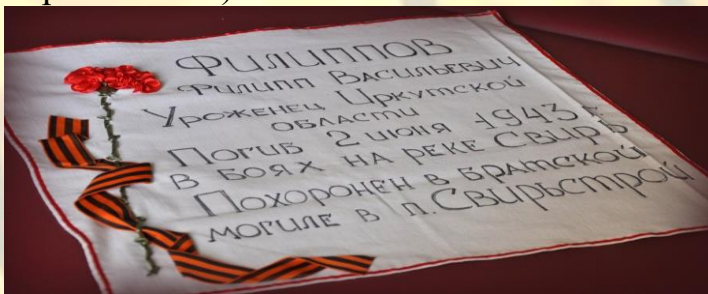 ФИЛИППОВ
ФИЛИПП ВАСИЛЬЕВИЧ
УРОЖЕНЕЦ ИРКУТСКОЙ
ОБЛАСТИ
ПОГИБ 2 ИЮНЯ 1943 г
В БОЯХ НА РЕКЕ СВИРЬ
ПОХОРОНЕН В БРАТСКОЙ
МОГИЛЕ В П. СВИРЬСТРОЙ